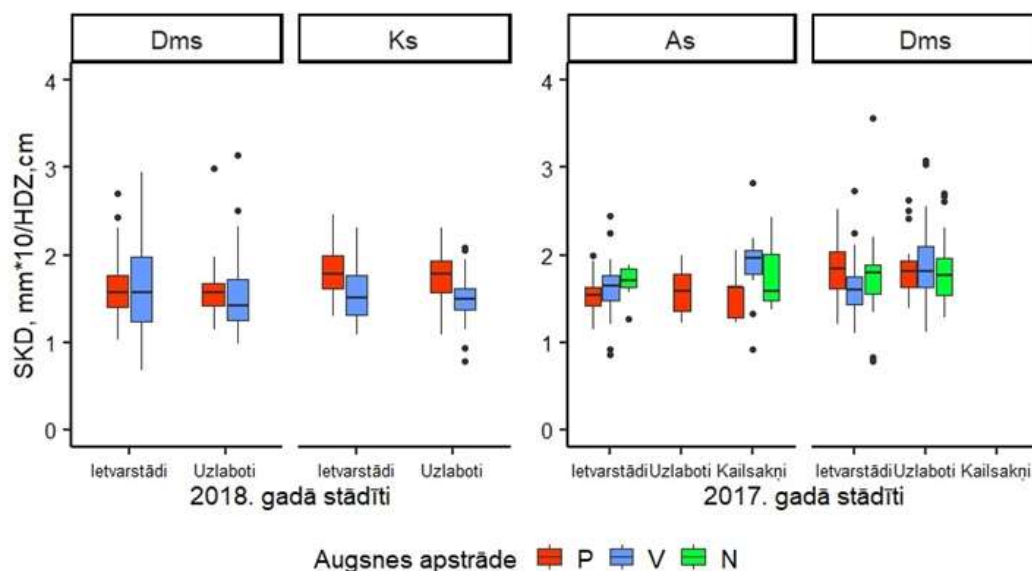 Dms Ks As Dms
SKD, mm*10/HDZ,cm
4 4
3 3
2 2
1 1
0 0
Ietvarstādi Uzlaboti Ietvarstādi Uzlaboti Ietvarstādi Uzlaboti Kailsakņi Ietvarstādi Uzlaboti Kailsakņi
2018. gadā stādīti 2017. gadā stādīti
Augsnes apstrāde P V N